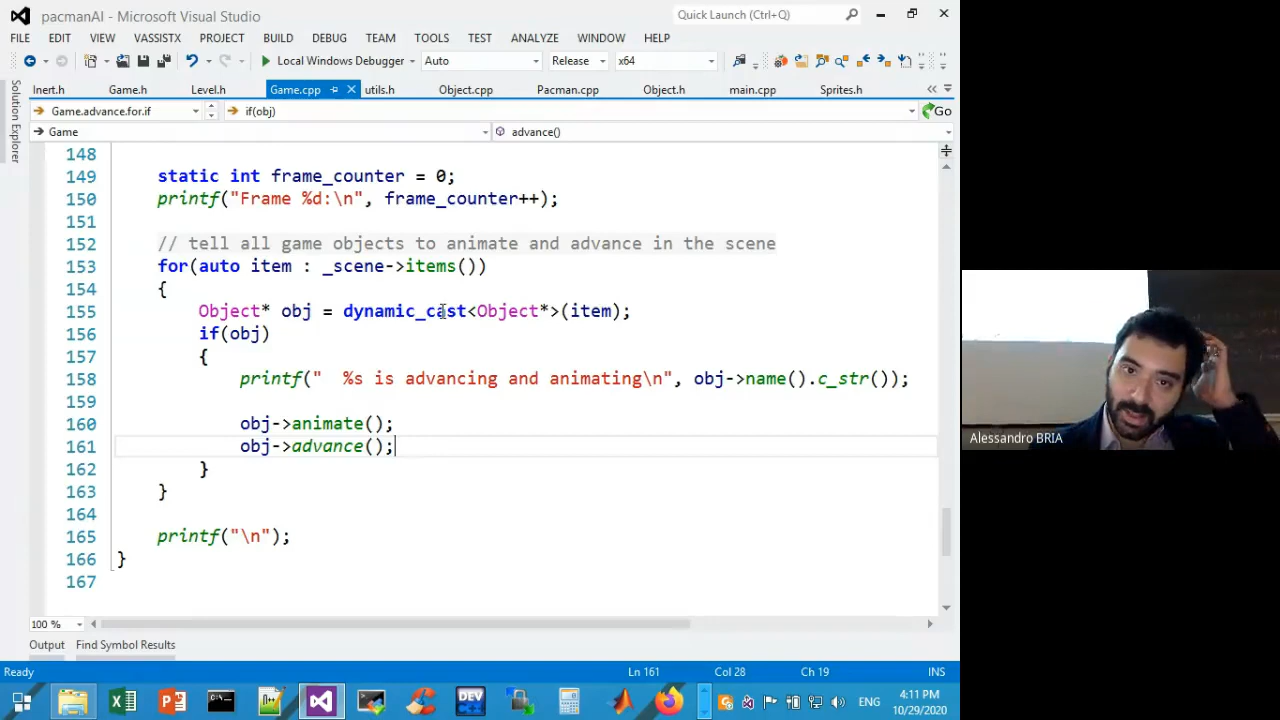 pacmanAI - Microsoft Visual Studio
Quick Launch (Ctrl+Q)
FILE EDIT VIEW VASSISTX PROJECT BUILD DEBUG TEAM TOOLS TEST ANALYZE WINDOW HELP
Local Windows Debugger Auto Release x64
Solution Explorer
Inert.h Game.h Level.h Game.cpp utils.h Object.cpp Pacman.cpp Object.h main.cpp Sprites.h
Game.advance.for.if if(obj) Go
Game advance()
148
149 static int frame_counter = 0;
150 printf("Frame %d:\n", frame_counter++);
151
152 // tell all game objects to animate and advance in the scene
153 for(auto item : _scene->items())
154 {
155 Object* obj = dynamic_cast<Object*>(item);
156 if(obj)
157 {
158 printf("  %s is advancing and animating\n", obj->name().c_str());
159
160 obj->animate();
161 obj->advance();
162 }
163 }
164
165 printf("\n");
166 }
167
100 %
Output Find Symbol Results
Ready Ln 161 Col 28 Ch 19 INS
DEV
ENG
4:11 PM
10/29/2020
Alessandro BRIA